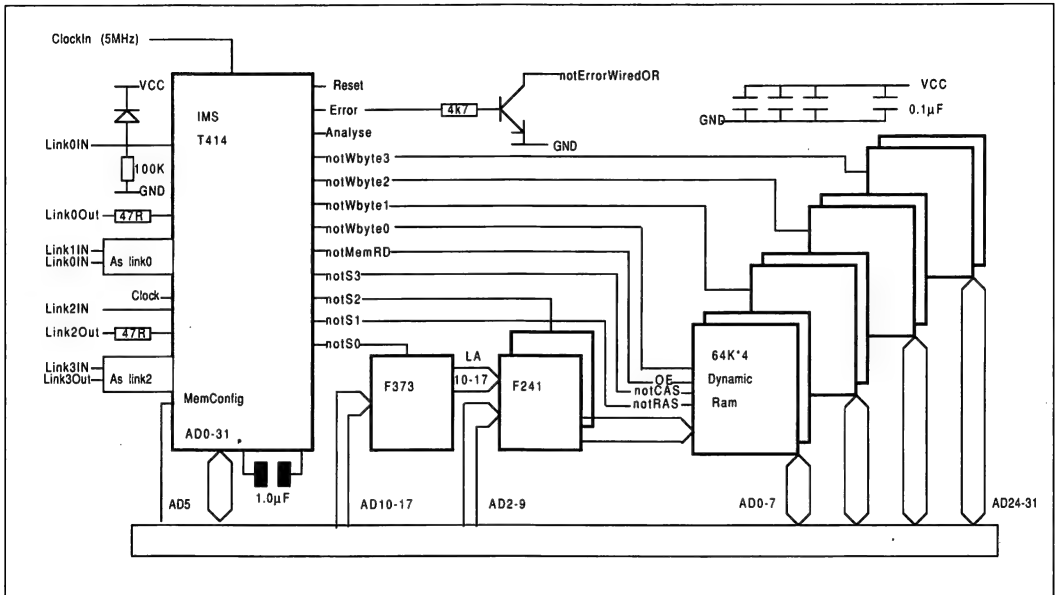 ClockIn (5MHz)
VCC
Link0IN
100K
GND
Link0Out
47R
Link1IN
Link0IN
As link0
Clock
Link2IN
Link2Out
47R
Link3IN
Link3Out
As link2
IMS
T414
MemConfig
AD0-31
Reset
Error
Analyse
notWbyte3
notWbyte2
notWbyte1
notWbyte0
notMemRD
notS3
notS2
notS1
notS0
4k7
notErrorWiredOR
GND
VCC
GND
0.1µF
F373
LA
10-17
F241
OE
notCAS
notRAS
64K*4
Dynamic
Ram
1.0µF
AD5
AD10-17
AD2-9
AD0-7
AD24-31